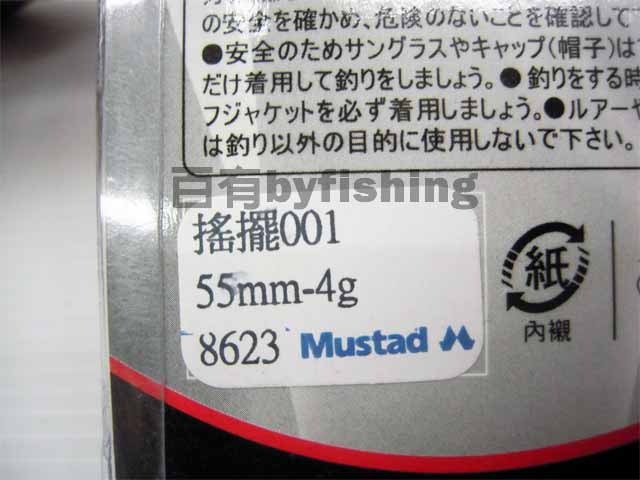 の安全を確かめ、危険のないことを確認して
●安全のためサングラスやキャップ(帽子)は
だけ着用して釣りをしましょう。●釣りをする時
フジャケットを必ず着用しましょう。●ルアー
は釣り以外の目的に使用しないで下さい。
百有byfishing
搖擺001
55mm-4g
8623 Mustad
紙
內襯